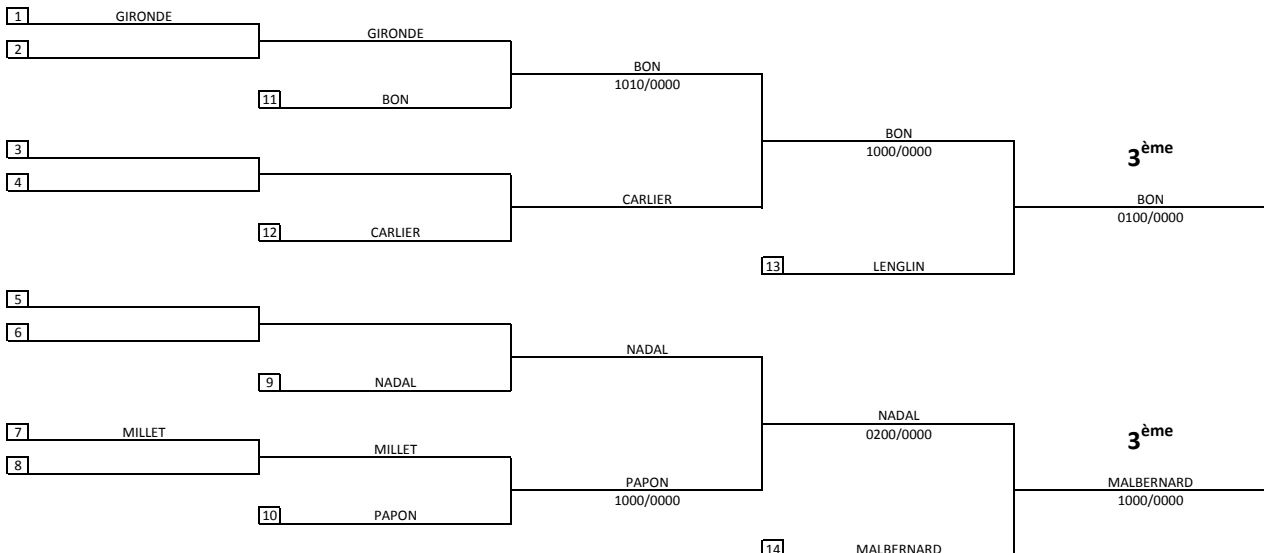 1 GIRONDE
GIRONDE
2
BON
1010/0000
11 BON
BON
1000/0000
3
3ème
4
CARLIER
BON
0100/0000
12 CARLIER
13 LENGLIN
5
6
NADAL
9 NADAL
NADAL
0200/0000
7 MILLET
3ème
MILLET
8
PAPON
1000/0000
MALBERNARD
1000/0000
10 PAPON
14 MALBERNARD